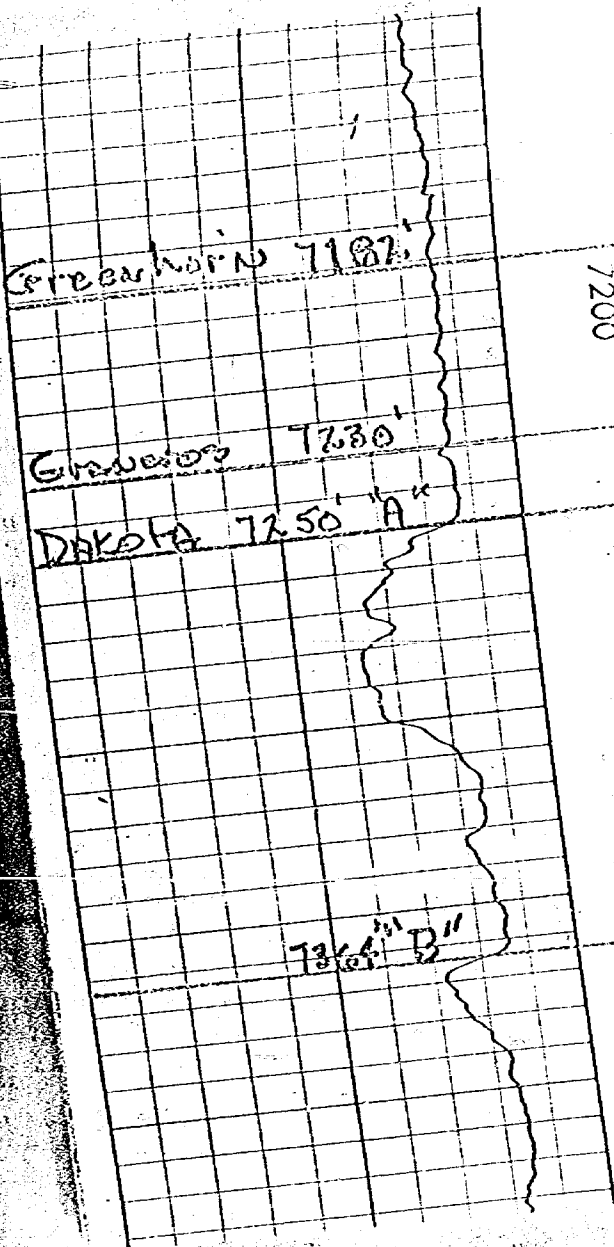 Greenhorn 7182'
7200
Graneros 7230'
DAKOTA 7250' "A"
7364' "B"